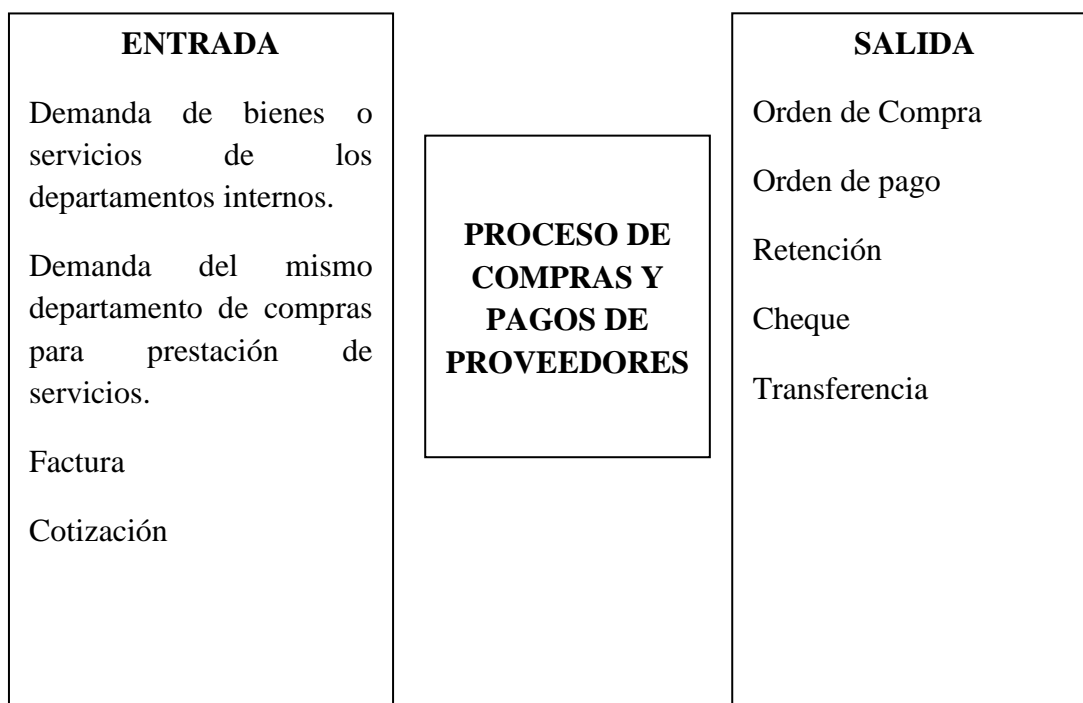 ENTRADA
Demanda de bienes o
servicios de los
departamentos internos.
Demanda del mismo
departamento de compras
para prestación de
servicios.
Factura
Cotización
PROCESO DE
COMPRAS Y
PAGOS DE
PROVEEDORES
SALIDA
Orden de Compra
Orden de pago
Retención
Cheque
Transferencia